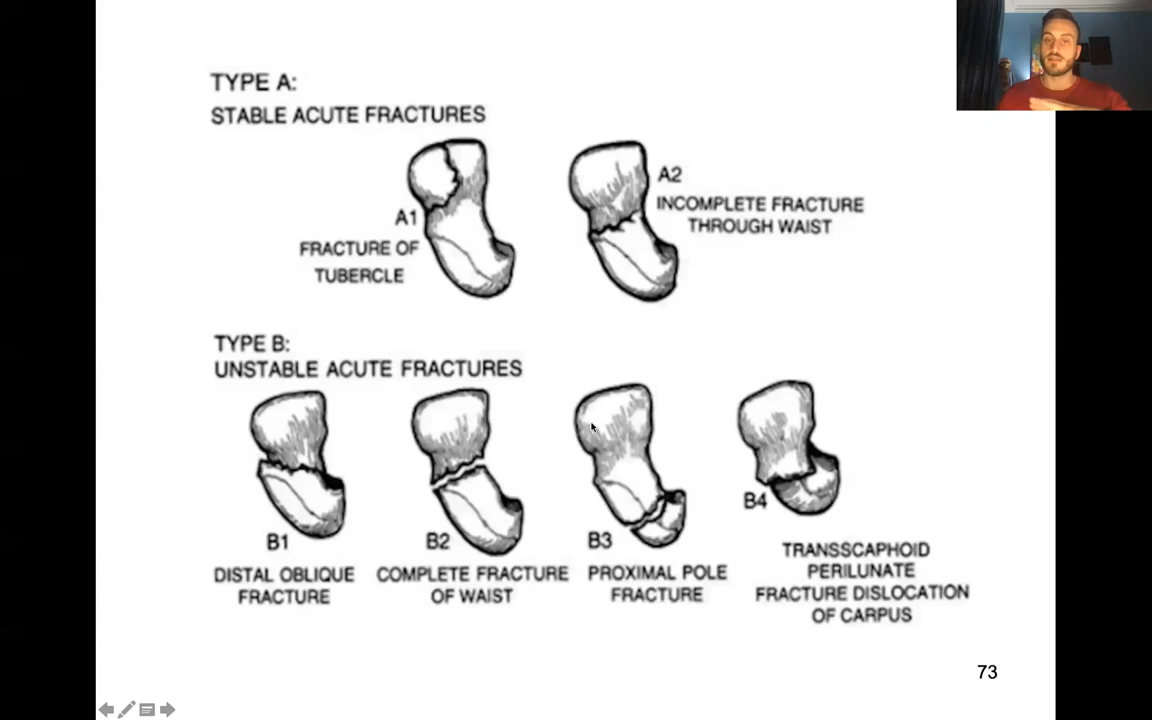 TYPE A:
STABLE ACUTE FRACTURES
A1
FRACTURE OF
TUBERCLE
A2
INCOMPLETE FRACTURE
THROUGH WAIST
TYPE B:
UNSTABLE ACUTE FRACTURES
B1
DISTAL OBLIQUE
FRACTURE
B2
COMPLETE FRACTURE
OF WAIST
B3
PROXIMAL POLE
FRACTURE
B4
TRANSSCAPHOID
PERILUNATE
FRACTURE DISLOCATION
OF CARPUS
73